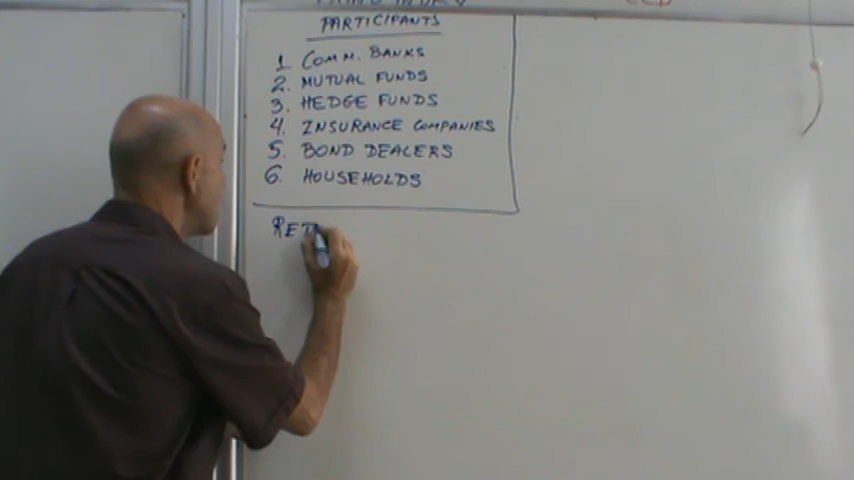 PARTICIPANTS
1. COMM. BANKS
2. MUTUAL FUNDS
3. HEDGE FUNDS
4. INSURANCE COMPANIES
5. BOND DEALERS
6. HOUSEHOLDS